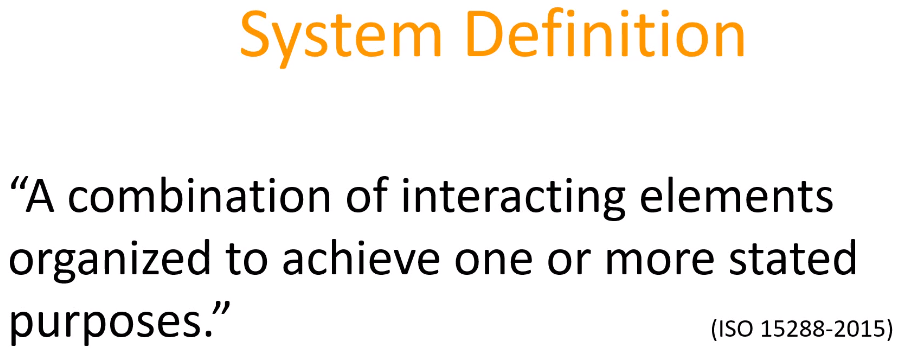 System Definition
“A combination of interacting elements
organized to achieve one or more stated
purposes.”
(ISO 15288-2015)